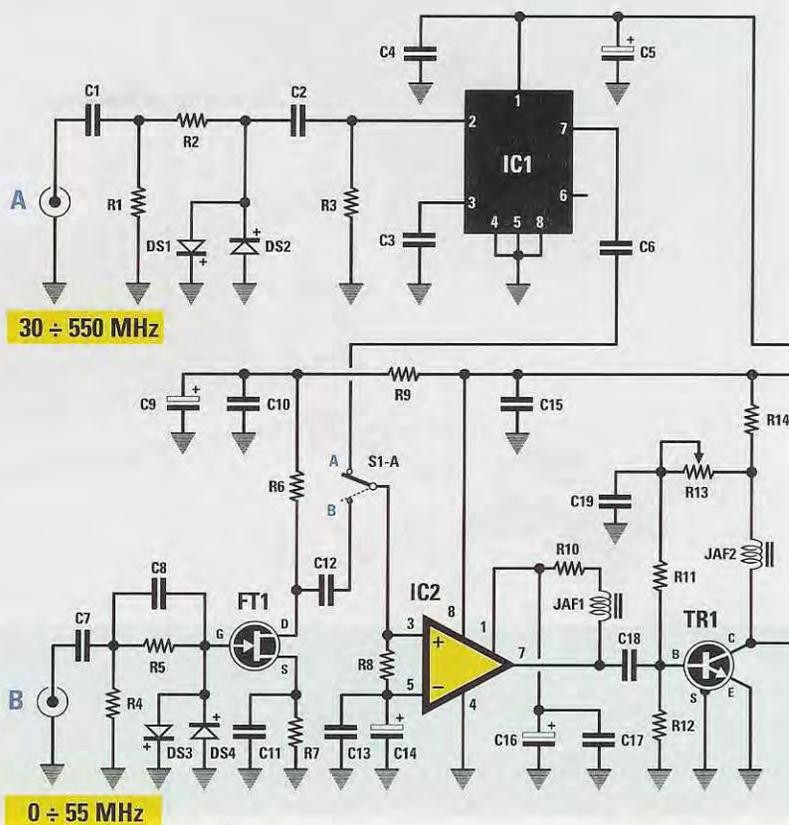 C4
C5
C1
C2
1
R2
2
7
IC1
A
R1
R3
3
6
DS1
+
DS2
+
C3
4
5
8
C6
30 ÷ 550 MHz
C9
+
C10
R9
C15
R14
A
S1-A
R6
B
C19
R13
C12
R10
JAF2
C8
FT1
IC2
R11
JAF1
C7
D
3
8
1
TR1
G
+
C18
C
R5
S
R8
7
B
5
−
B
R4
4
S
E
DS3
+
DS4
+
C11
R7
C13
+
C14
C16
+
C17
R12
0 ÷ 55 MHz
+